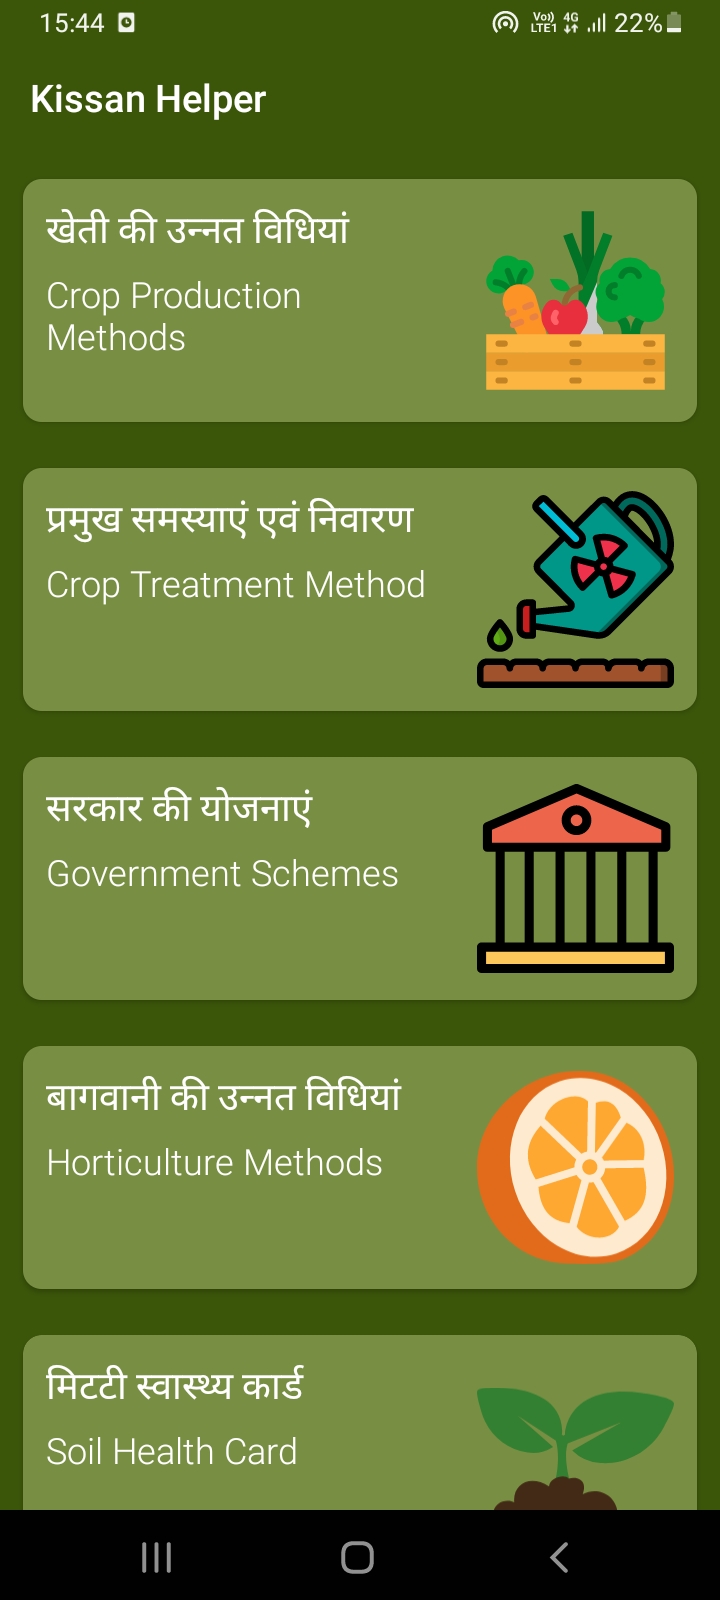 15:44 Vo)) LTE1 4G 22%
Kissan Helper
खेती की उन्नत विधियां
Crop Production
Methods
प्रमुख समस्याएं एवं निवारण
Crop Treatment Method
सरकार की योजनाएं
Government Schemes
बागवानी की उन्नत विधियां
Horticulture Methods
मिटटी स्वास्थ्य कार्ड
Soil Health Card